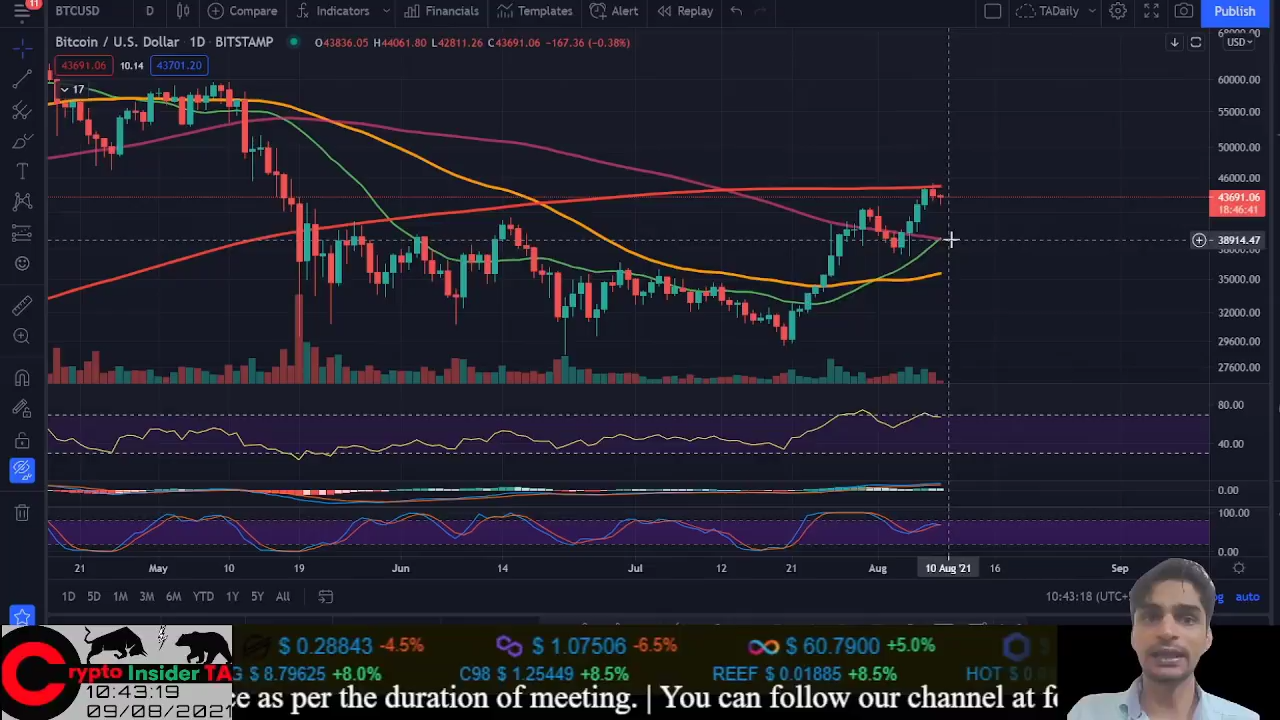 11
BTCUSD D Compare Indicators Financials Templates Alert Replay TADaily Publish
Bitcoin / U.S. Dollar · 1D · BITSTAMP O43836.05 H44061.80 L42811.26 C43691.06 -167.36 (-0.38%) USD
43691.06 10.14 43701.20
17
68000.00
60000.00
55000.00
50000.00
46000.00
43691.06
18:46:41
38914.47
35000.00
32000.00
29600.00
27600.00
80.00
40.00
0.00
100.00
0.00
21 May 10 19 Jun 14 Jul 12 21 Aug 10 Aug '21 16 Sep
1D 5D 1M 3M 6M YTD 1Y 5Y All 10:43:18 (UTC+ auto
$ 0.28843 -4.5% $ 1.07506 -6.5% $ 60.7900 +5.0% $
G $ 8.79625 +8.0% C98 $ 1.25449 +8.5% REEF $ 0.01885 +8.5% HOT $
Crypto Insider TA
10:43:19
09/08/2021
ce as per the duration of meeting. | You can follow our channel at fo